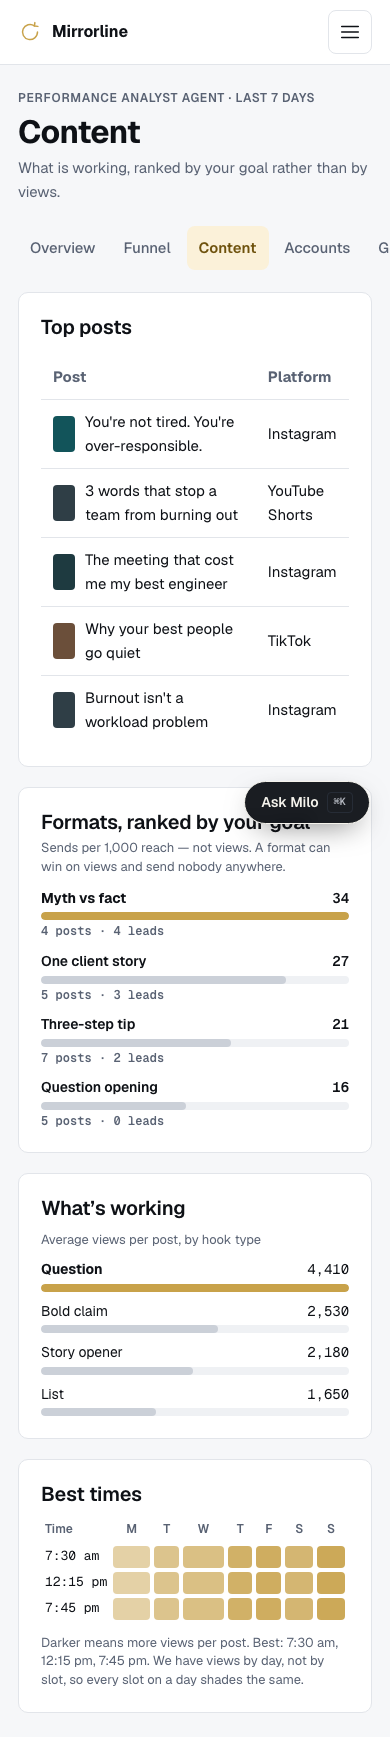 Mirrorline
PERFORMANCE ANALYST AGENT · LAST 7 DAYS
Content
What is working, ranked by your goal rather than by
views.
Overview Funnel Content Accounts G
Top posts
Post Platform
You're not tired. You're
over-responsible.
Instagram
3 words that stop a
team from burning out
YouTube
Shorts
The meeting that cost
me my best engineer
Instagram
Why your best people
go quiet
TikTok
Burnout isn't a
workload problem
Instagram
Ask Milo ⌘K
Formats, ranked by your goal
Sends per 1,000 reach — not views. A format can
win on views and send nobody anywhere.
Myth vs fact 34
4 posts · 4 leads
One client story 27
5 posts · 3 leads
Three-step tip 21
7 posts · 2 leads
Question opening 16
5 posts · 0 leads
What's working
Average views per post, by hook type
Question 4,410
Bold claim 2,530
Story opener 2,180
List 1,650
Best times
Time M T W T F S S
7:30 am
12:15 pm
7:45 pm
Darker means more views per post. Best: 7:30 am,
12:15 pm, 7:45 pm. We have views by day, not by
slot, so every slot on a day shades the same.